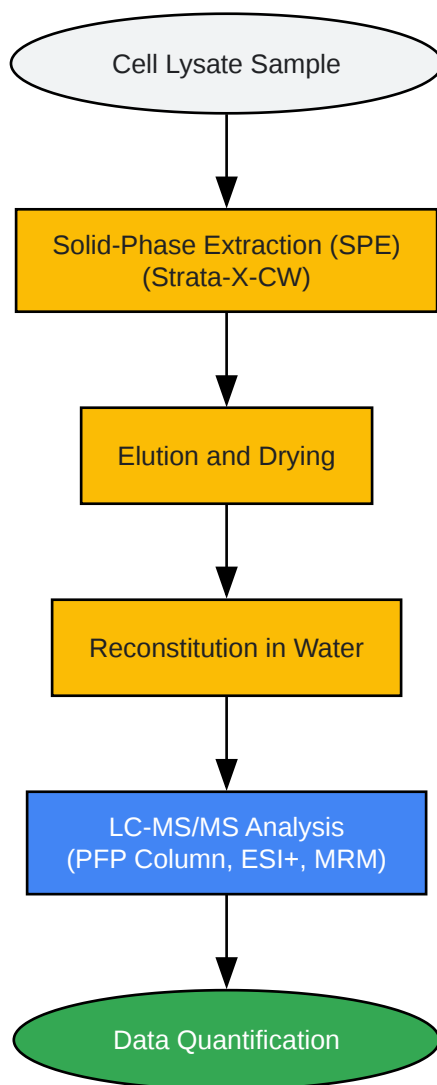 Cell Lysate Sample
Solid-Phase Extraction (SPE)
(Strata-X-CW)
Elution and Drying
Reconstitution in Water
LC-MS/MS Analysis
(PFP Column, ESI+, MRM)
Data Quantification